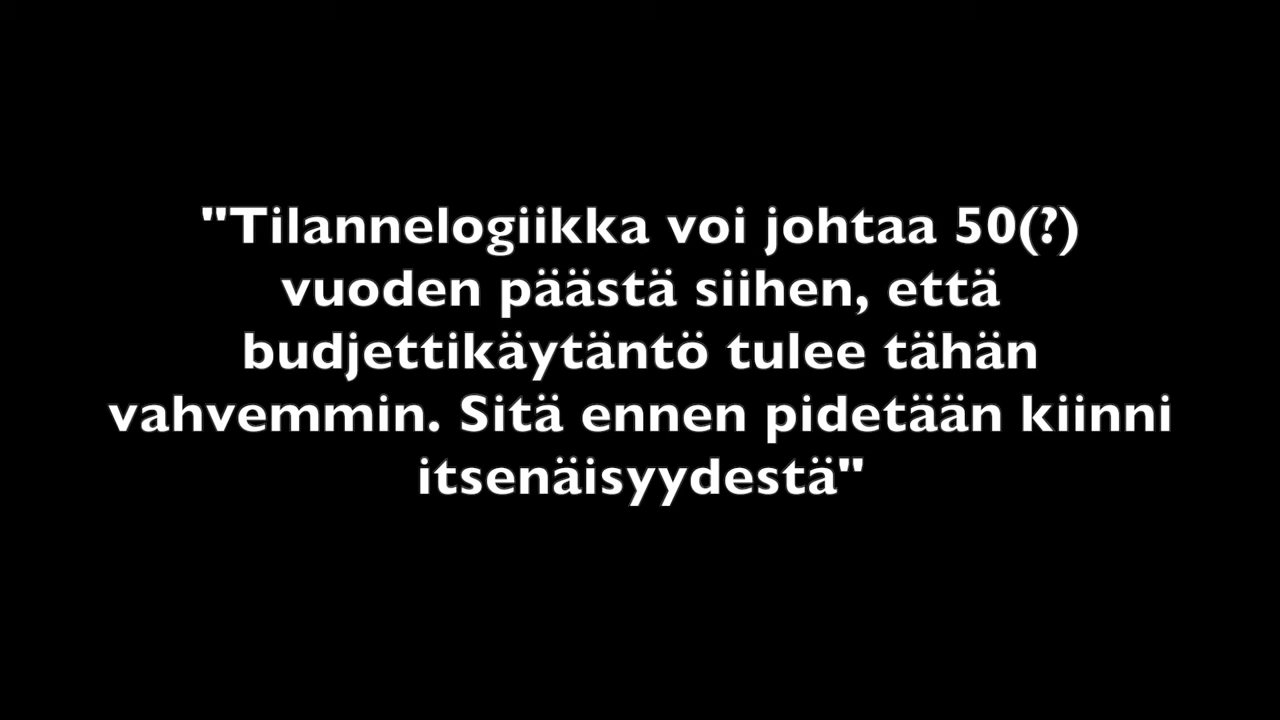 "Tilannelogiikka voi johtaa 50(?)
vuoden päästä siihen, että
budjettikäytäntö tulee tähän
vahvemmin. Sitä ennen pidetään kiinni
itsenäisyydestä"